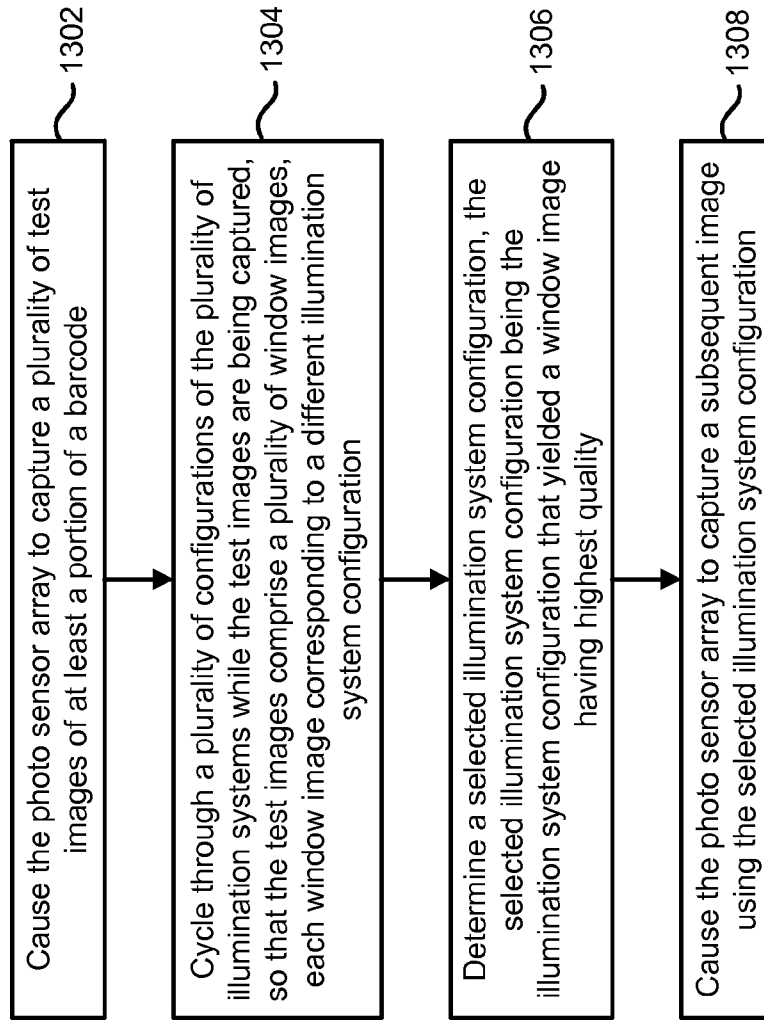 Cause the photo sensor array to capture a plurality of test
images of at least a portion of a barcode
1302
Cycle through a plurality of configurations of the plurality of
illumination systems while the test images are being captured,
so that the test images comprise a plurality of window images,
each window image corresponding to a different illumination
system configuration
1304
Determine a selected illumination system configuration, the
selected illumination system configuration being the
illumination system configuration that yielded a window image
having highest quality
1306
Cause the photo sensor array to capture a subsequent image
using the selected illumination system configuration
1308